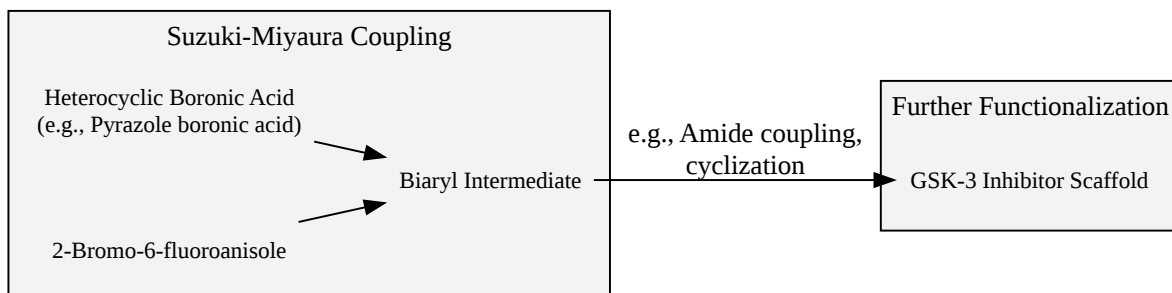 Suzuki-Miyaura Coupling
Heterocyclic Boronic Acid
(e.g., Pyrazole boronic acid)
Biaryl Intermediate
2-Bromo-6-fluoroanisole
e.g., Amide coupling,
cyclization
Further Functionalization
GSK-3 Inhibitor Scaffold